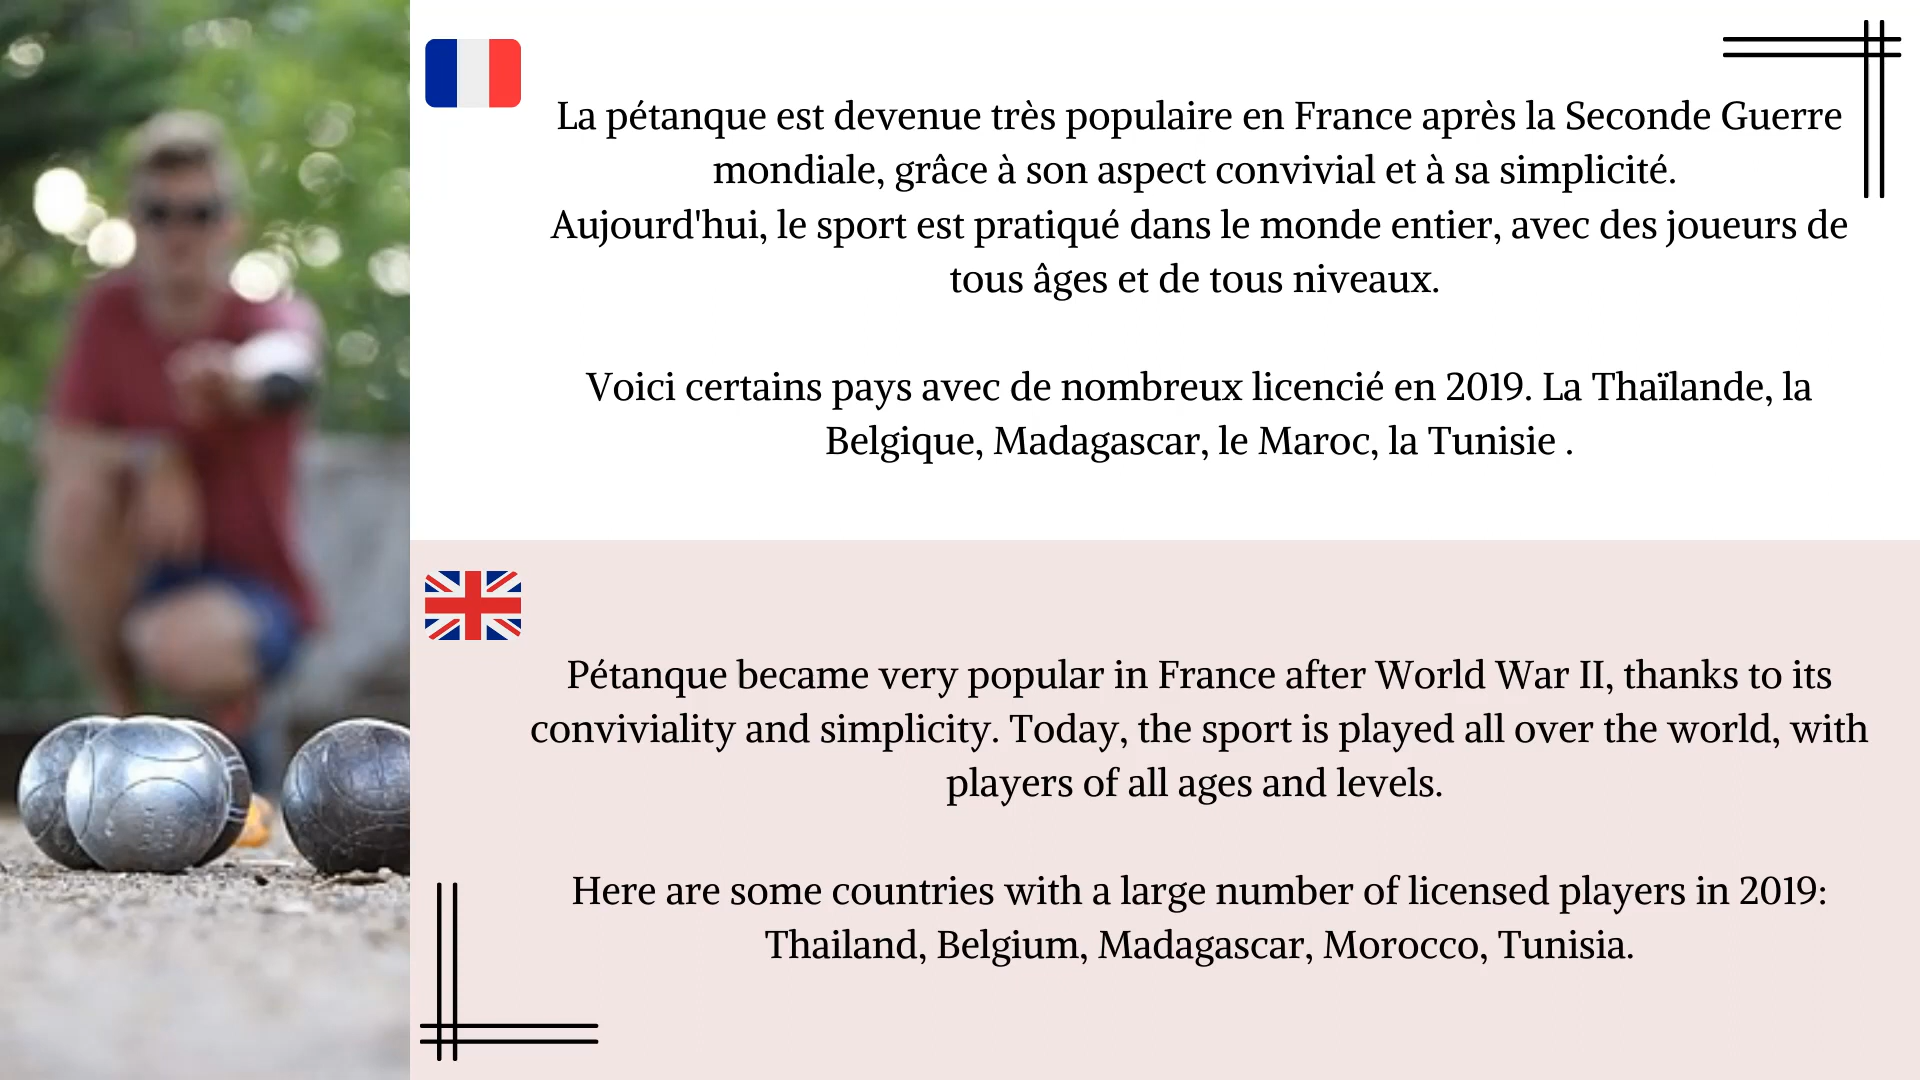 La pétanque est devenue très populaire en France après la Seconde Guerre
mondiale, grâce à son aspect convivial et à sa simplicité.
Aujourd'hui, le sport est pratiqué dans le monde entier, avec des joueurs de
tous âges et de tous niveaux.
Voici certains pays avec de nombreux licencié en 2019. La Thaïlande, la
Belgique, Madagascar, le Maroc, la Tunisie .
Pétanque became very popular in France after World War II, thanks to its
conviviality and simplicity. Today, the sport is played all over the world, with
players of all ages and levels.
Here are some countries with a large number of licensed players in 2019:
Thailand, Belgium, Madagascar, Morocco, Tunisia.